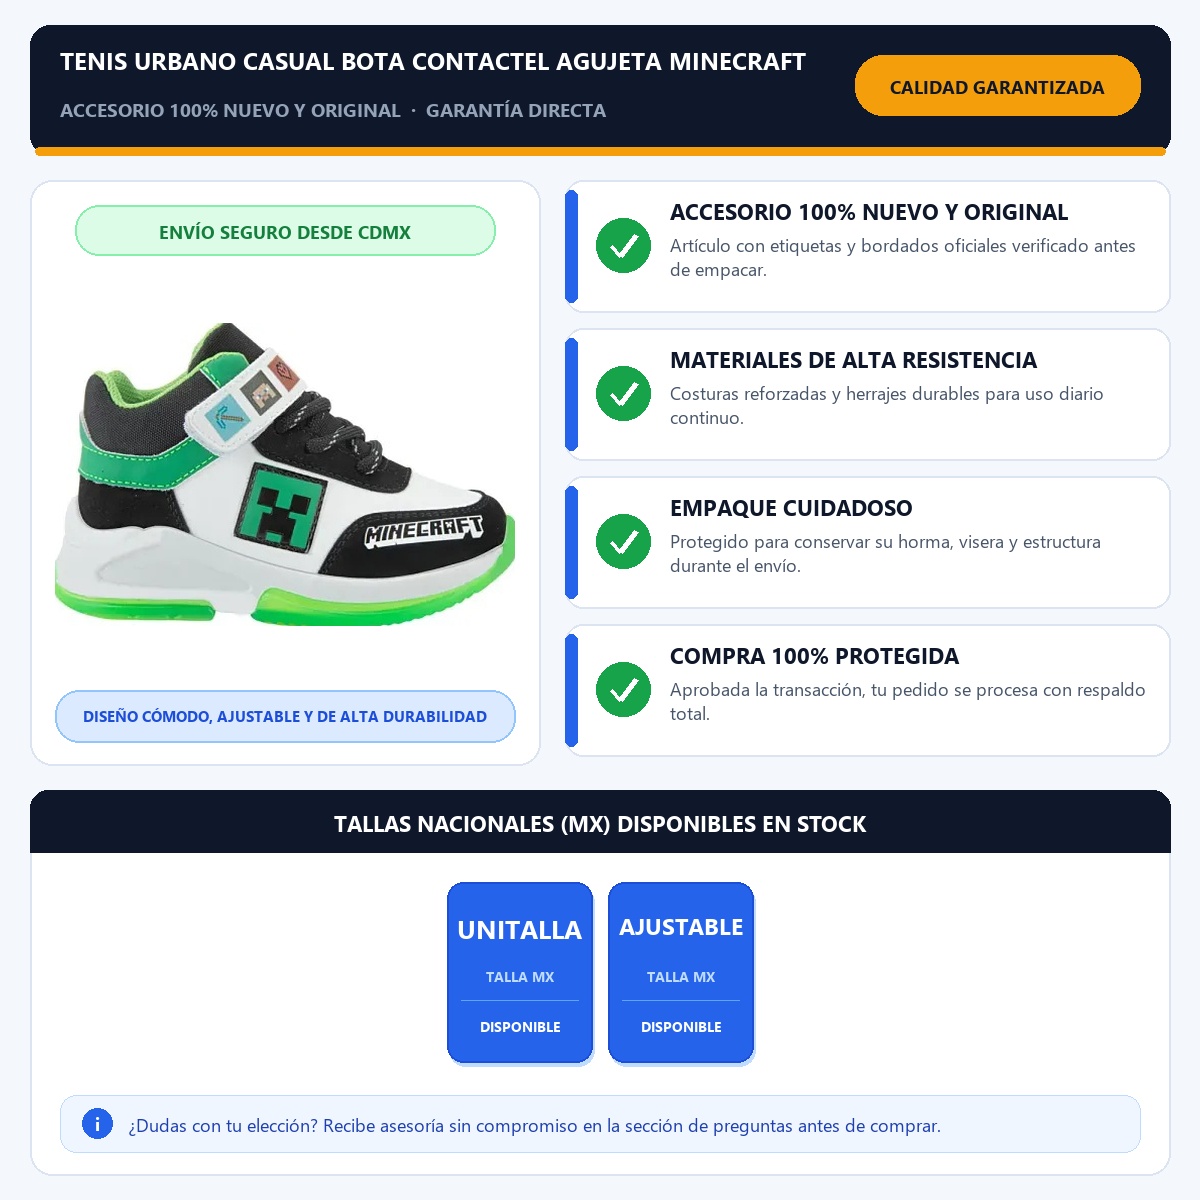 TENIS URBANO CASUAL BOTA CONTACTEL AGUJETA MINECRAFT
ACCESORIO 100% NUEVO Y ORIGINAL · GARANTÍA DIRECTA
CALIDAD GARANTIZADA
ENVÍO SEGURO DESDE CDMX
MINECRAFT
DISEÑO CÓMODO, AJUSTABLE Y DE ALTA DURABILIDAD
ACCESORIO 100% NUEVO Y ORIGINAL
Artículo con etiquetas y bordados oficiales verificado antes
de empacar.
MATERIALES DE ALTA RESISTENCIA
Costuras reforzadas y herrajes durables para uso diario
continuo.
EMPAQUE CUIDADOSO
Protegido para conservar su horma, visera y estructura
durante el envío.
COMPRA 100% PROTEGIDA
Aprobada la transacción, tu pedido se procesa con respaldo
total.
TALLAS NACIONALES (MX) DISPONIBLES EN STOCK
UNITALLA
TALLA MX
DISPONIBLE
AJUSTABLE
TALLA MX
DISPONIBLE
¿Dudas con tu elección? Recibe asesoría sin compromiso en la sección de preguntas antes de comprar.